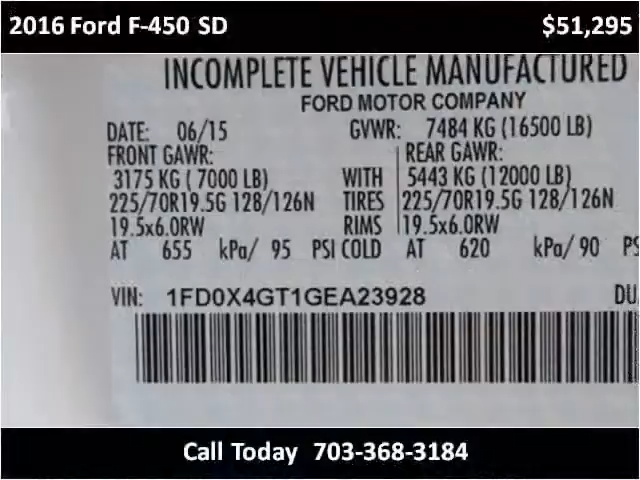 2016 Ford F-450 SD $51,295
INCOMPLETE VEHICLE MANUFACTURED
FORD MOTOR COMPANY
DATE: 06/15 GVWR: 7484 KG (16500 LB)
FRONT GAWR: REAR GAWR:
3175 KG (7000 LB) WITH 5443 KG (12000 LB)
225/70R19.5G 128/126N TIRES 225/70R19.5G 128/126N
19.5x6.0RW RIMS 19.5x6.0RW
AT 655 kPa/ 95 PSI COLD AT 620 kPa/ 90 PS
VIN: 1FD0X4GT1GEA23928 DU
Call Today 703-368-3184